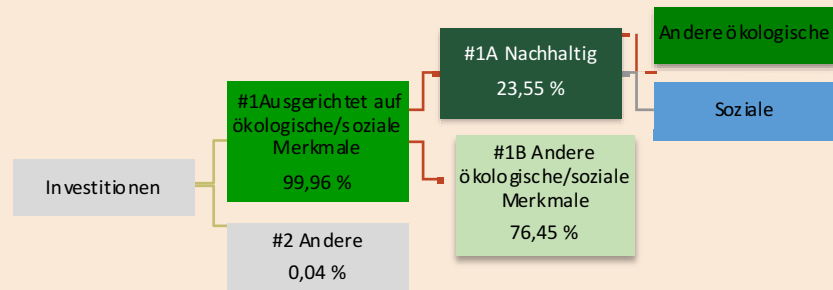 Investitionen
#1Ausgerichtet auf
ökologische/soziale
Merkmale
99,96 %
#2 Andere
0,04 %
#1A Nachhaltig
23,55 %
#1B Andere
ökologische/soziale
Merkmale
76,45 %
Andere ökologische
Soziale